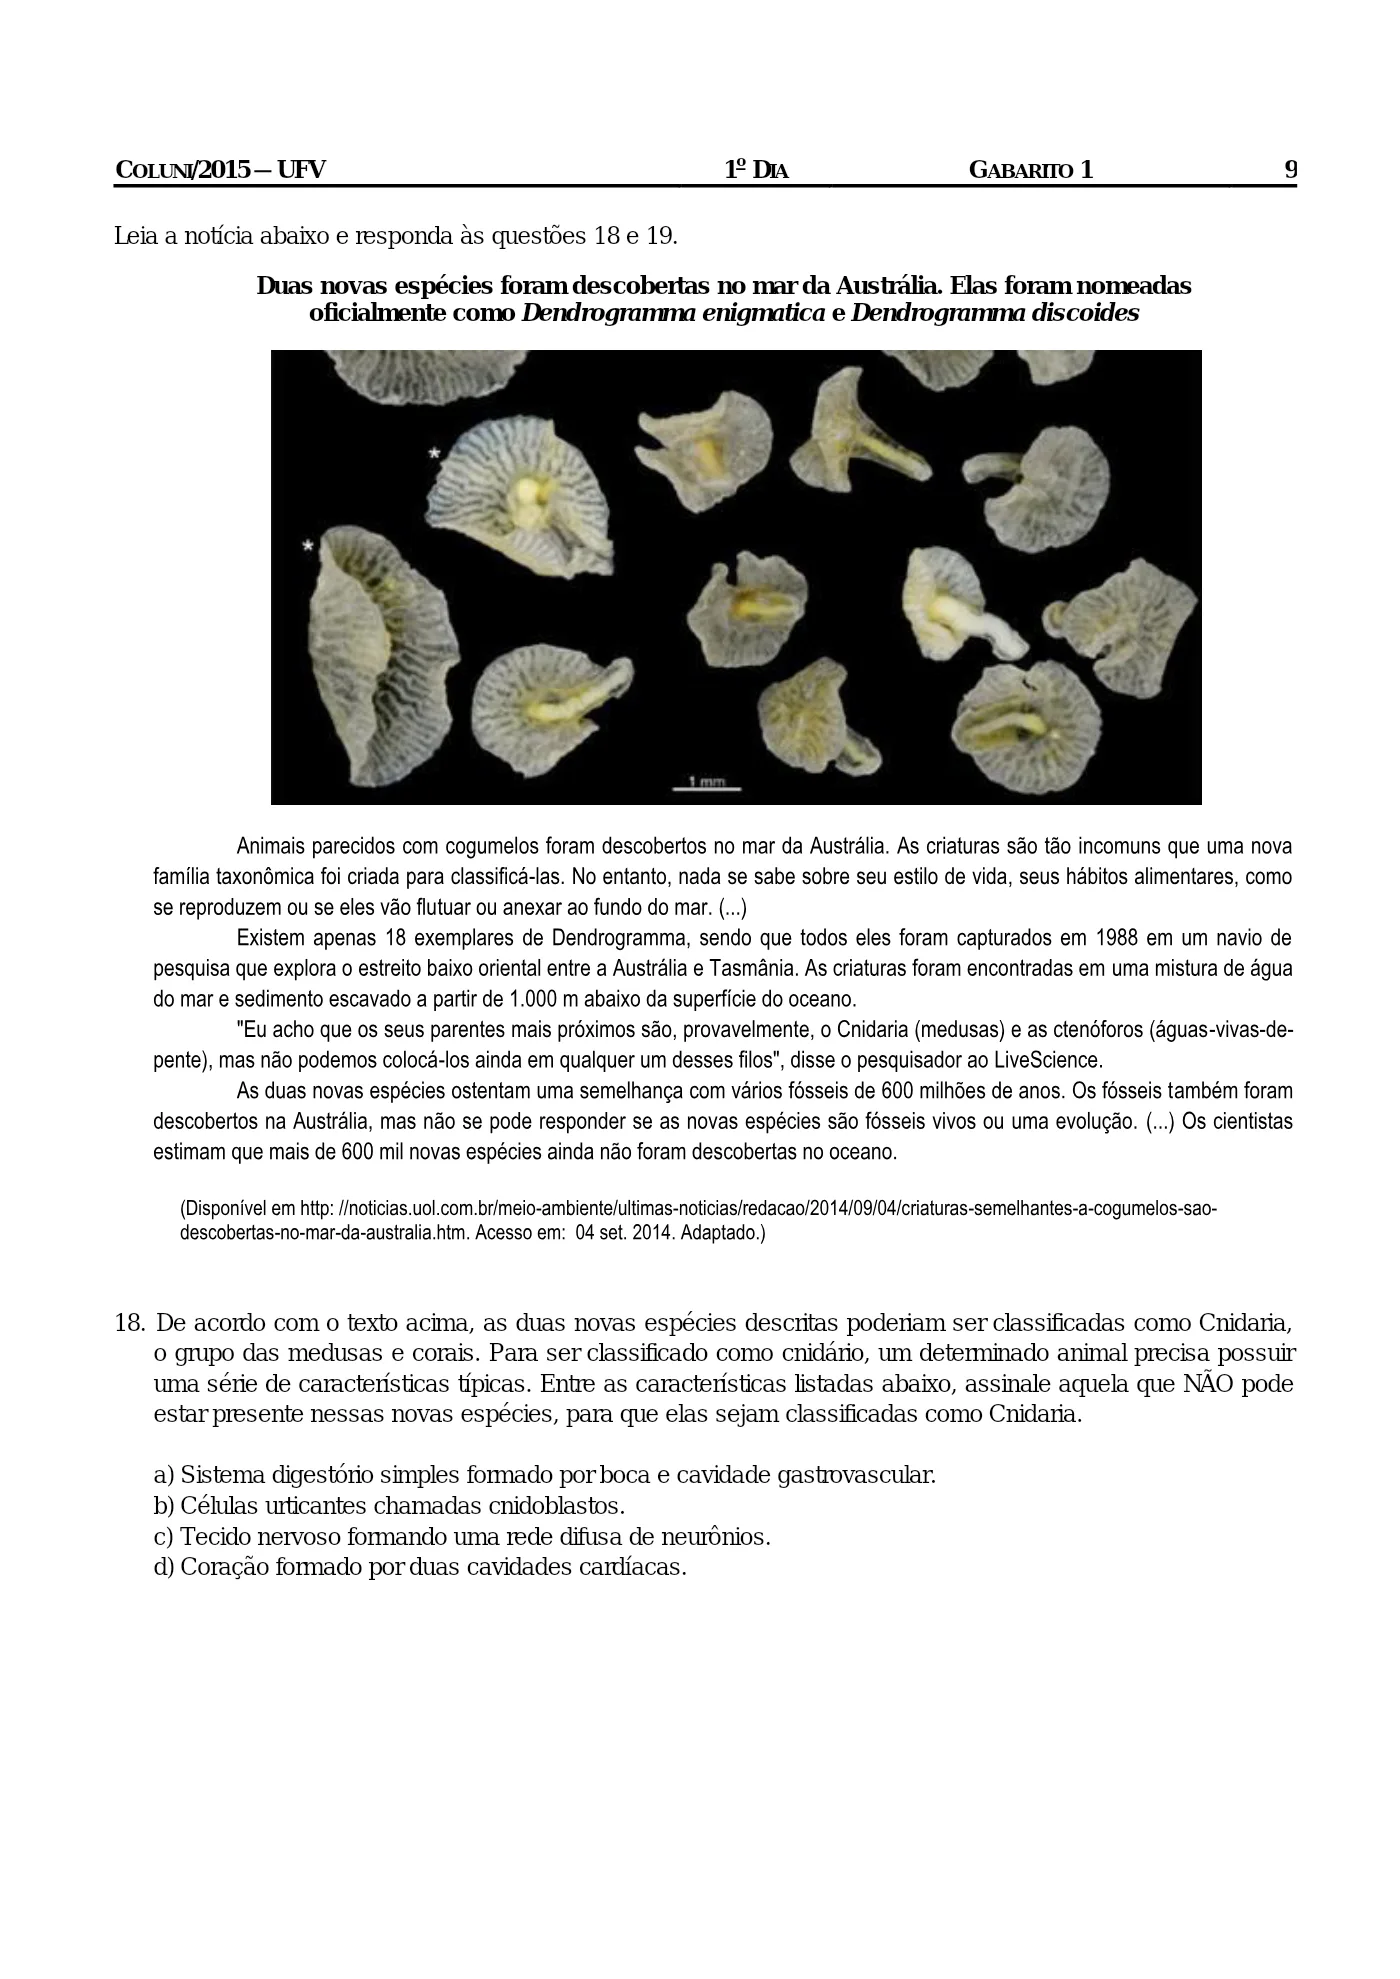 COLUNI/2015 — UFV 1º DIA GABARITO 1 9
Leia a notícia abaixo e responda às questões 18 e 19.
Duas novas espécies foram descobertas no mar da Austrália. Elas foram nomeadas
oficialmente como Dendrogramma enigmatica e Dendrogramma discoides
*
*
1 mm
Animais parecidos com cogumelos foram descobertos no mar da Austrália. As criaturas são tão incomuns que uma nova
família taxonômica foi criada para classificá-las. No entanto, nada se sabe sobre seu estilo de vida, seus hábitos alimentares, como
se reproduzem ou se eles vão flutuar ou anexar ao fundo do mar. (...)
Existem apenas 18 exemplares de Dendrogramma, sendo que todos eles foram capturados em 1988 em um navio de
pesquisa que explora o estreito baixo oriental entre a Austrália e Tasmânia. As criaturas foram encontradas em uma mistura de água
do mar e sedimento escavado a partir de 1.000 m abaixo da superfície do oceano.
"Eu acho que os seus parentes mais próximos são, provavelmente, o Cnidaria (medusas) e as ctenóforos (águas-vivas-de-
pente), mas não podemos colocá-los ainda em qualquer um desses filos", disse o pesquisador ao LiveScience.
As duas novas espécies ostentam uma semelhança com vários fósseis de 600 milhões de anos. Os fósseis também foram
descobertos na Austrália, mas não se pode responder se as novas espécies são fósseis vivos ou uma evolução. (...) Os cientistas
estimam que mais de 600 mil novas espécies ainda não foram descobertas no oceano.
(Disponível em http: //noticias.uol.com.br/meio-ambiente/ultimas-noticias/redacao/2014/09/04/criaturas-semelhantes-a-cogumelos-sao-
descobertas-no-mar-da-australia.htm. Acesso em: 04 set. 2014. Adaptado.)
18. De acordo com o texto acima, as duas novas espécies descritas poderiam ser classificadas como Cnidaria,
o grupo das medusas e corais. Para ser classificado como cnidário, um determinado animal precisa possuir
uma série de características típicas. Entre as características listadas abaixo, assinale aquela que NÃO pode
estar presente nessas novas espécies, para que elas sejam classificadas como Cnidaria.
a) Sistema digestório simples formado por boca e cavidade gastrovascular.
b) Células urticantes chamadas cnidoblastos.
c) Tecido nervoso formando uma rede difusa de neurônios.
d) Coração formado por duas cavidades cardíacas.